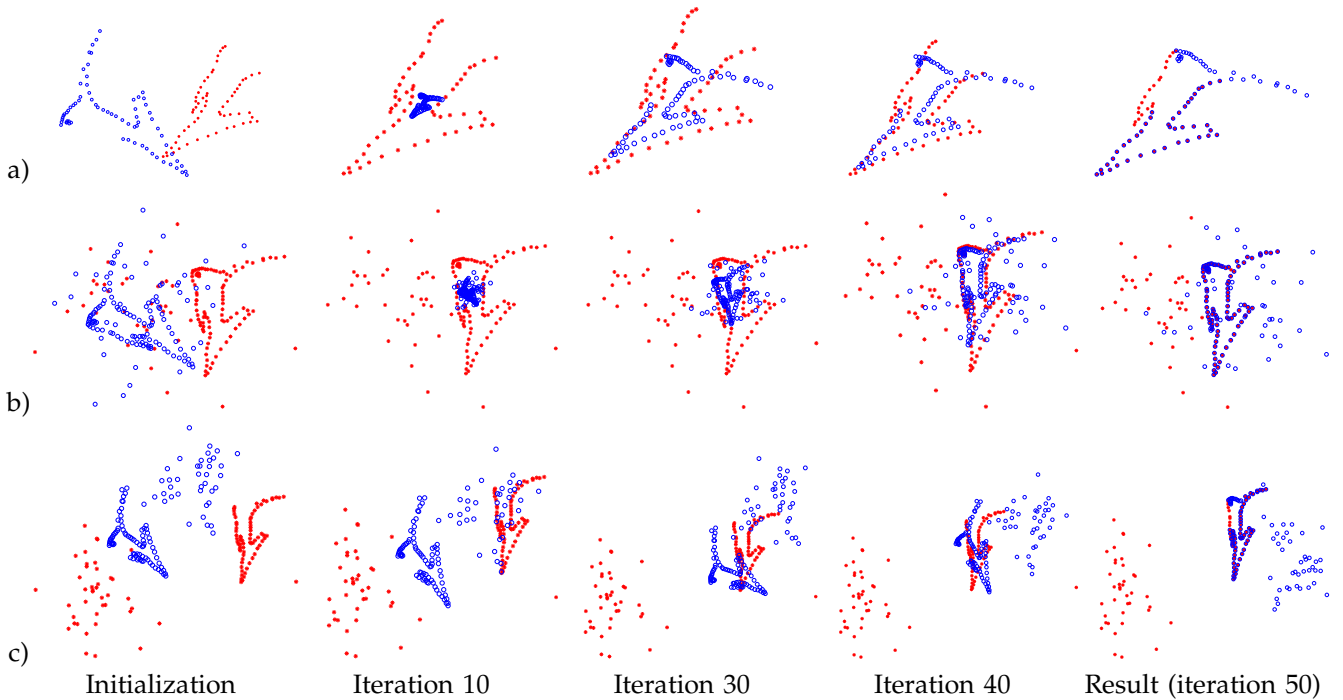 a)
b)
c)
Initialization Iteration 10 Iteration 30 Iteration 40 Result (iteration 50)